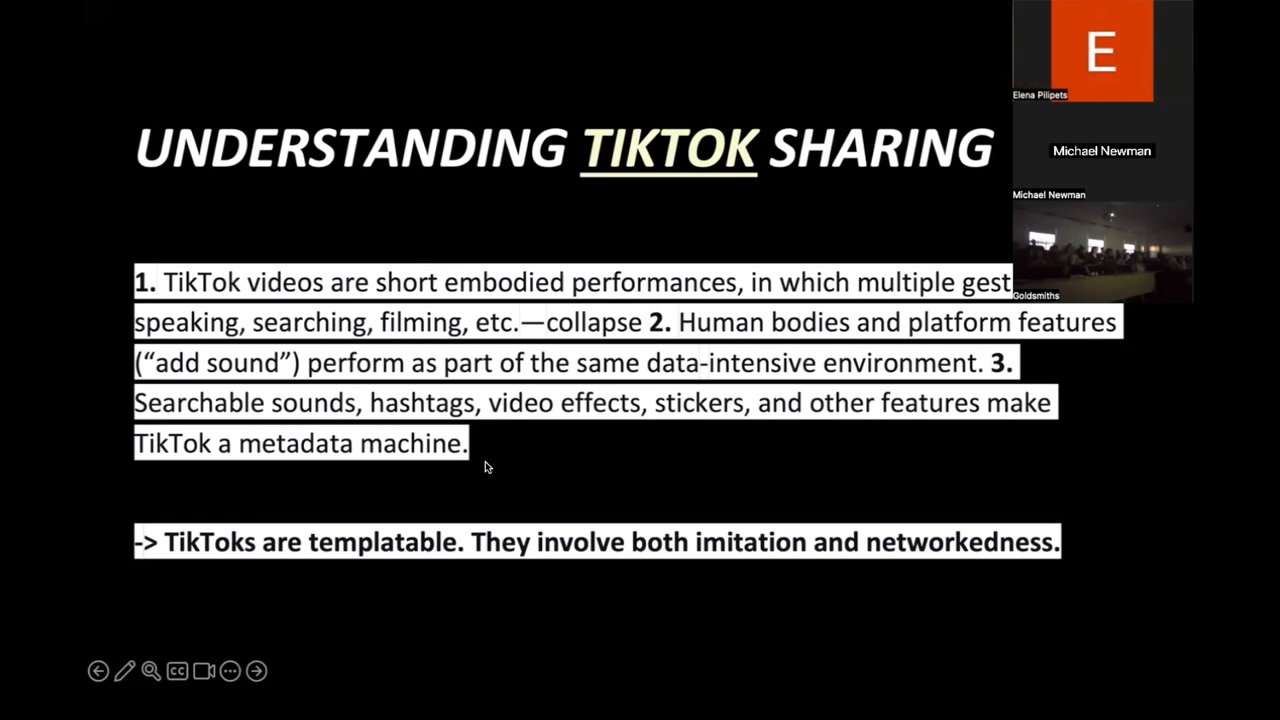 UNDERSTANDING TIKTOK SHARING
1. TikTok videos are short embodied performances, in which multiple gest
speaking, searching, filming, etc.—collapse 2. Human bodies and platform features
(“add sound”) perform as part of the same data-intensive environment. 3.
Searchable sounds, hashtags, video effects, stickers, and other features make
TikTok a metadata machine.
-> TikToks are templatable. They involve both imitation and networkedness.
E
Elena Pilipets
Michael Newman
Michael Newman
Goldsmiths
CC